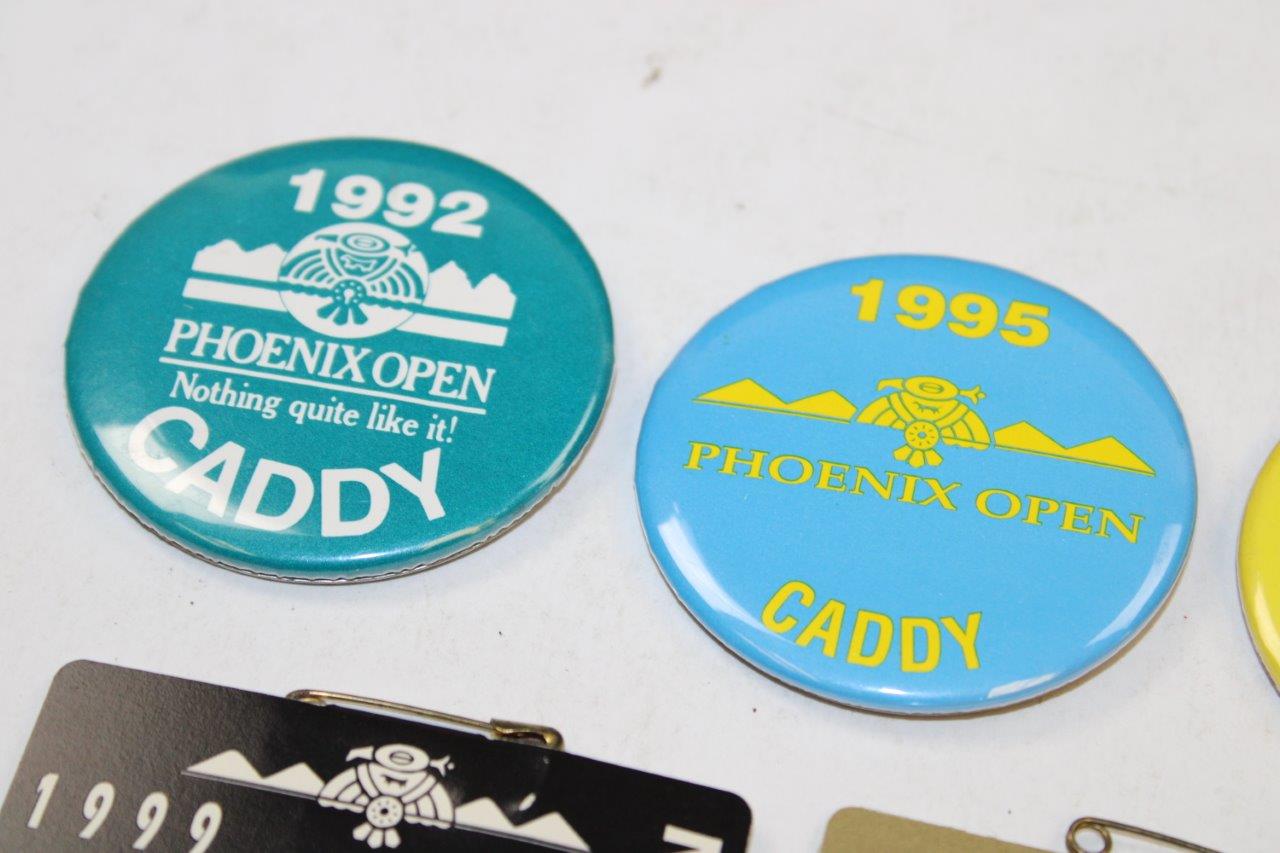 1992
PHOENIX OPEN
Nothing quite like it!
CADDY
1995
PHOENIX OPEN
CADDY
1999